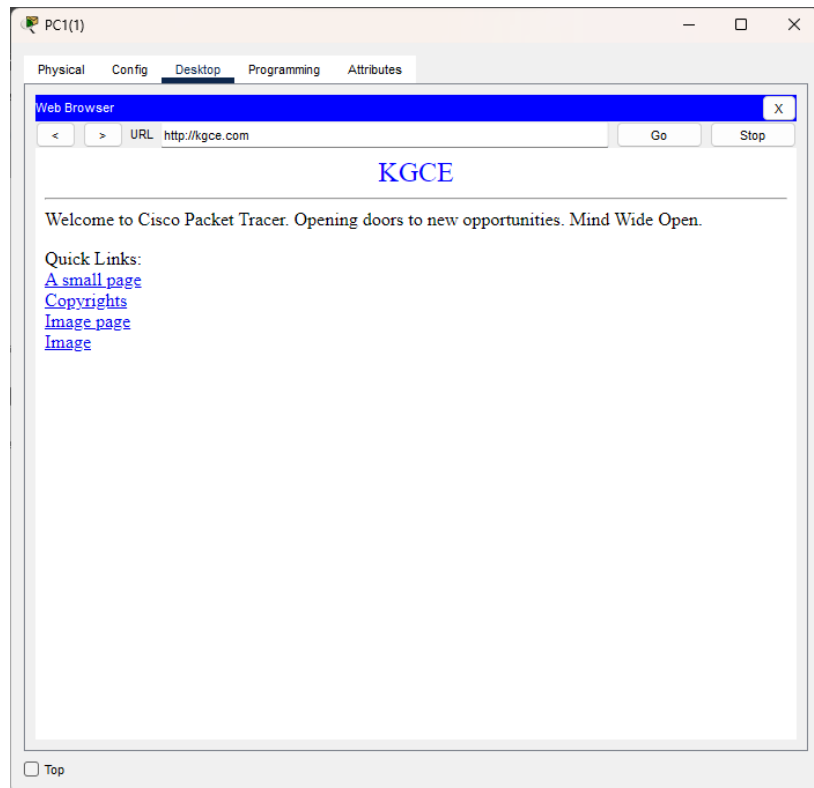 PC1(1)
Physical Config Desktop Programming Attributes
Web Browser X
< > URL http://kgce.com Go Stop
KGCE
Welcome to Cisco Packet Tracer. Opening doors to new opportunities. Mind Wide Open.
Quick Links:
A small page
Copyrights
Image page
Image
Top